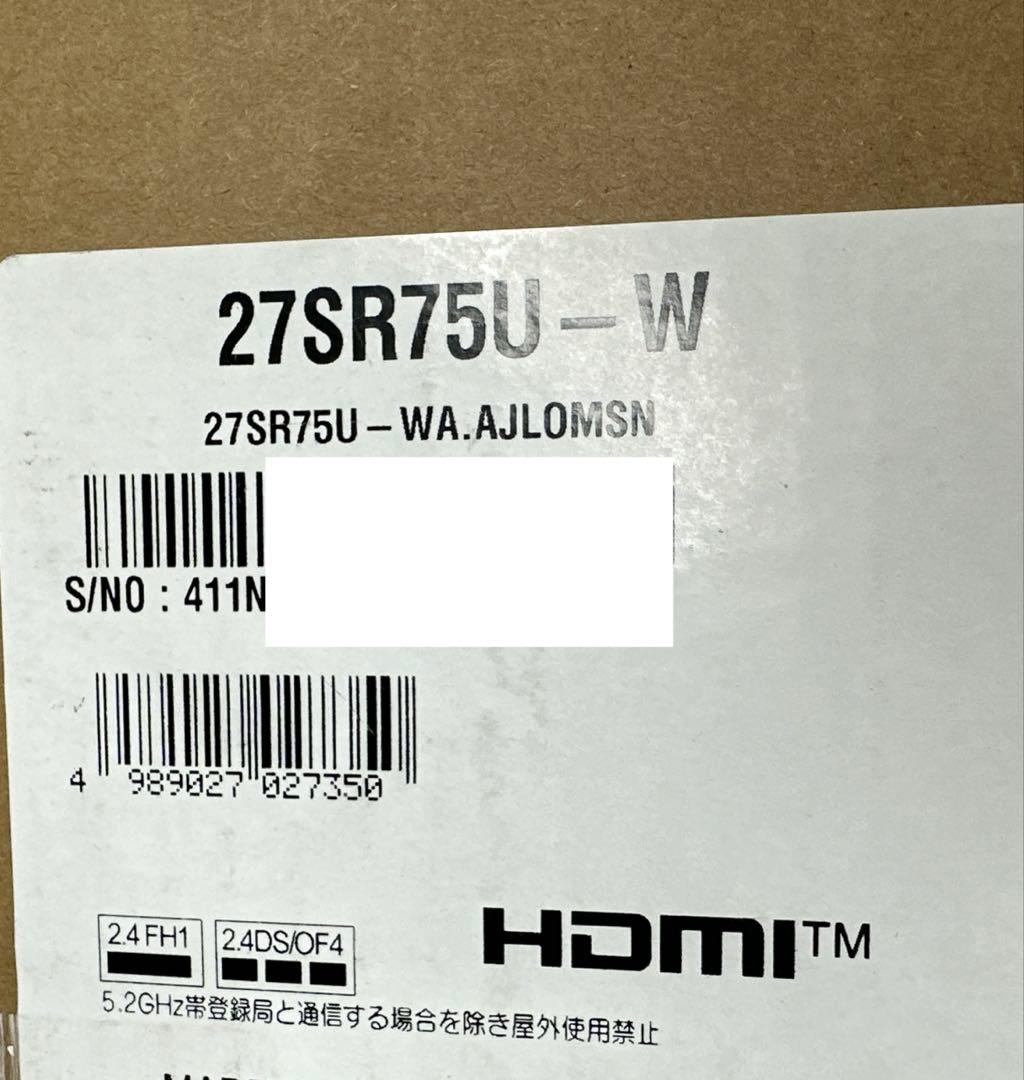 27SR75U-W
27SR75U-WA.AJLOMSN
S/NO : 411N
4 989027 027350
2.4FH1 2.4DS/OF4
HDMI™
5.2GHz帯登録局と通信する場合を除き屋外使用禁止